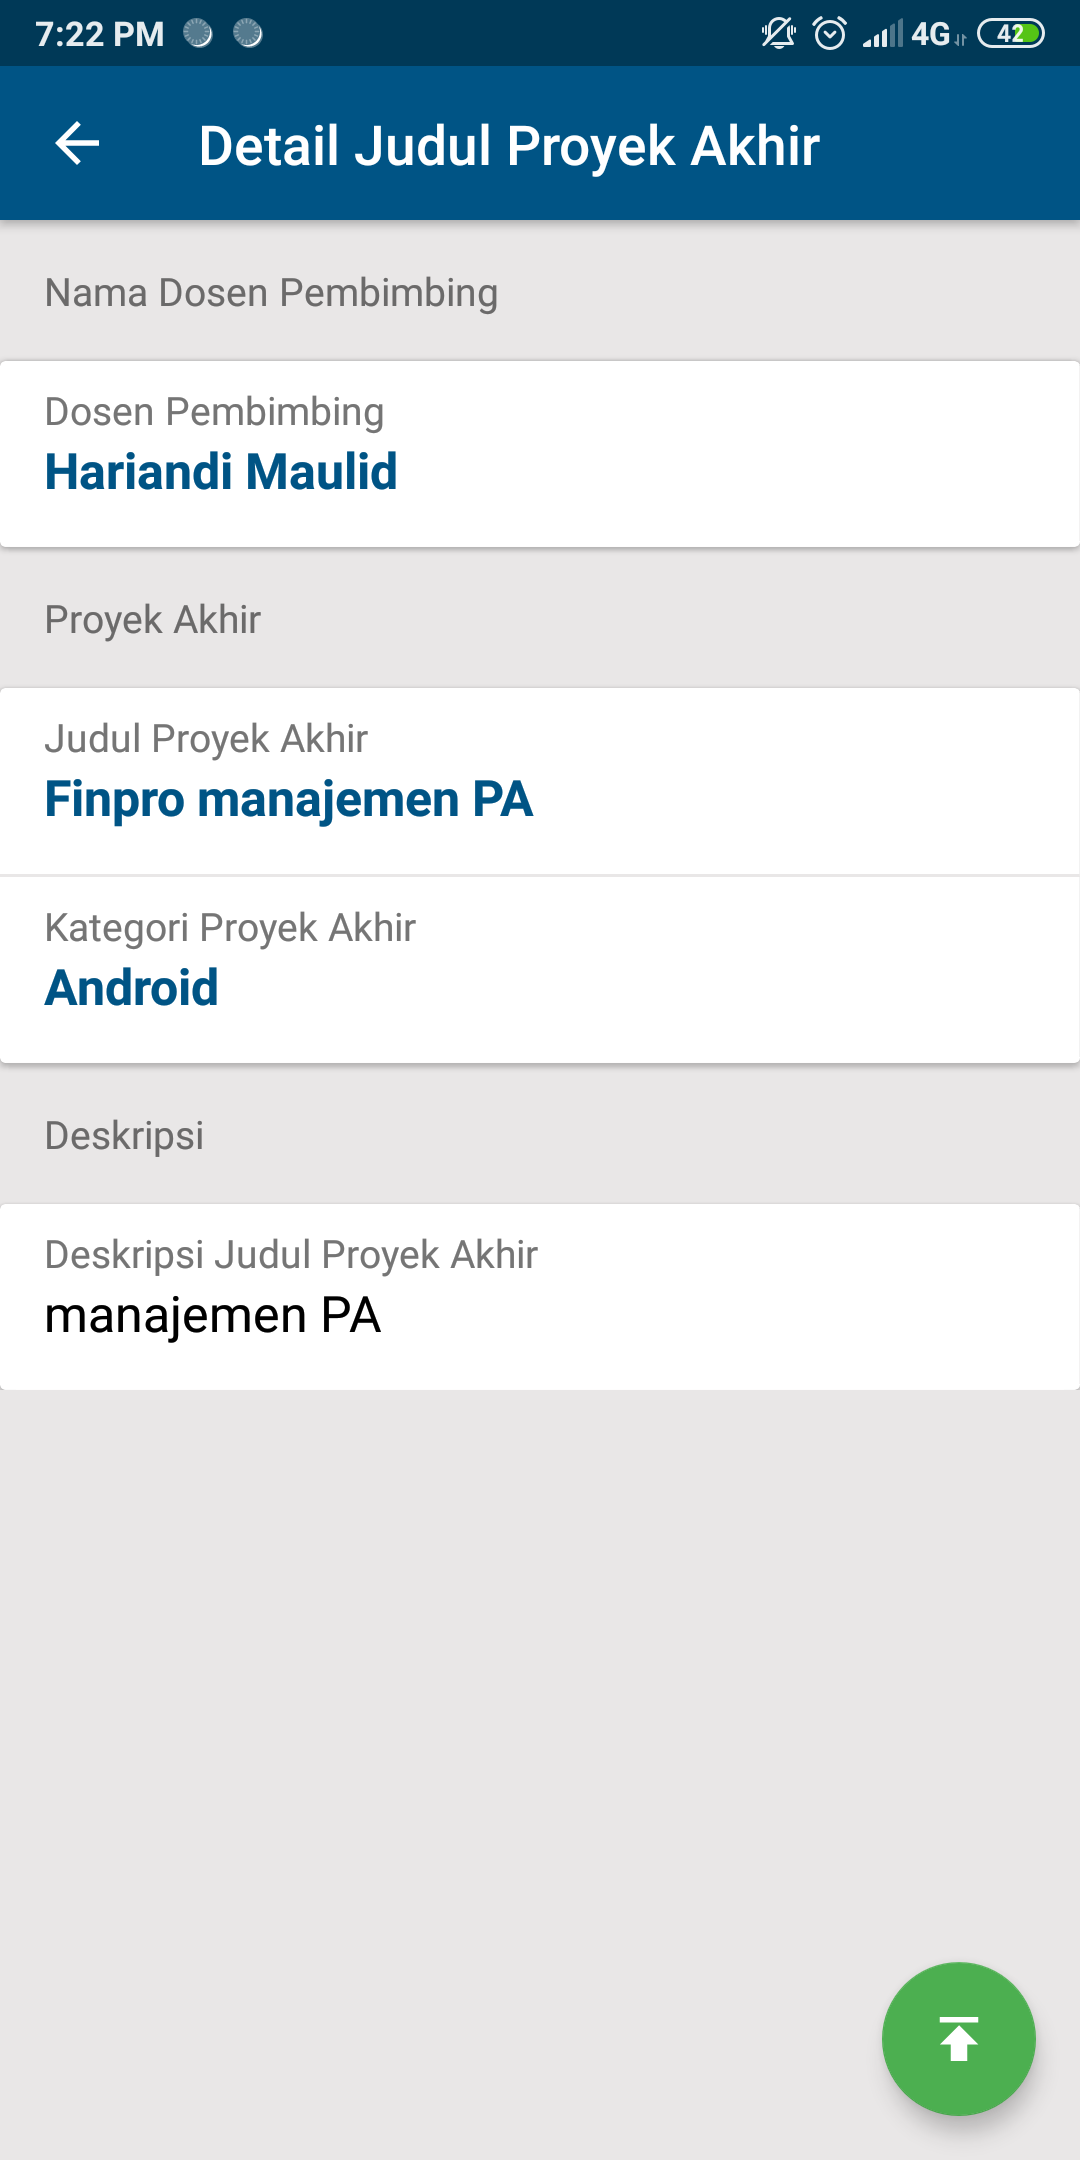 7:22 PM 4G 42
Detail Judul Proyek Akhir
Nama Dosen Pembimbing
Dosen Pembimbing
Hariandi Maulid
Proyek Akhir
Judul Proyek Akhir
Finpro manajemen PA
Kategori Proyek Akhir
Android
Deskripsi
Deskripsi Judul Proyek Akhir
manajemen PA